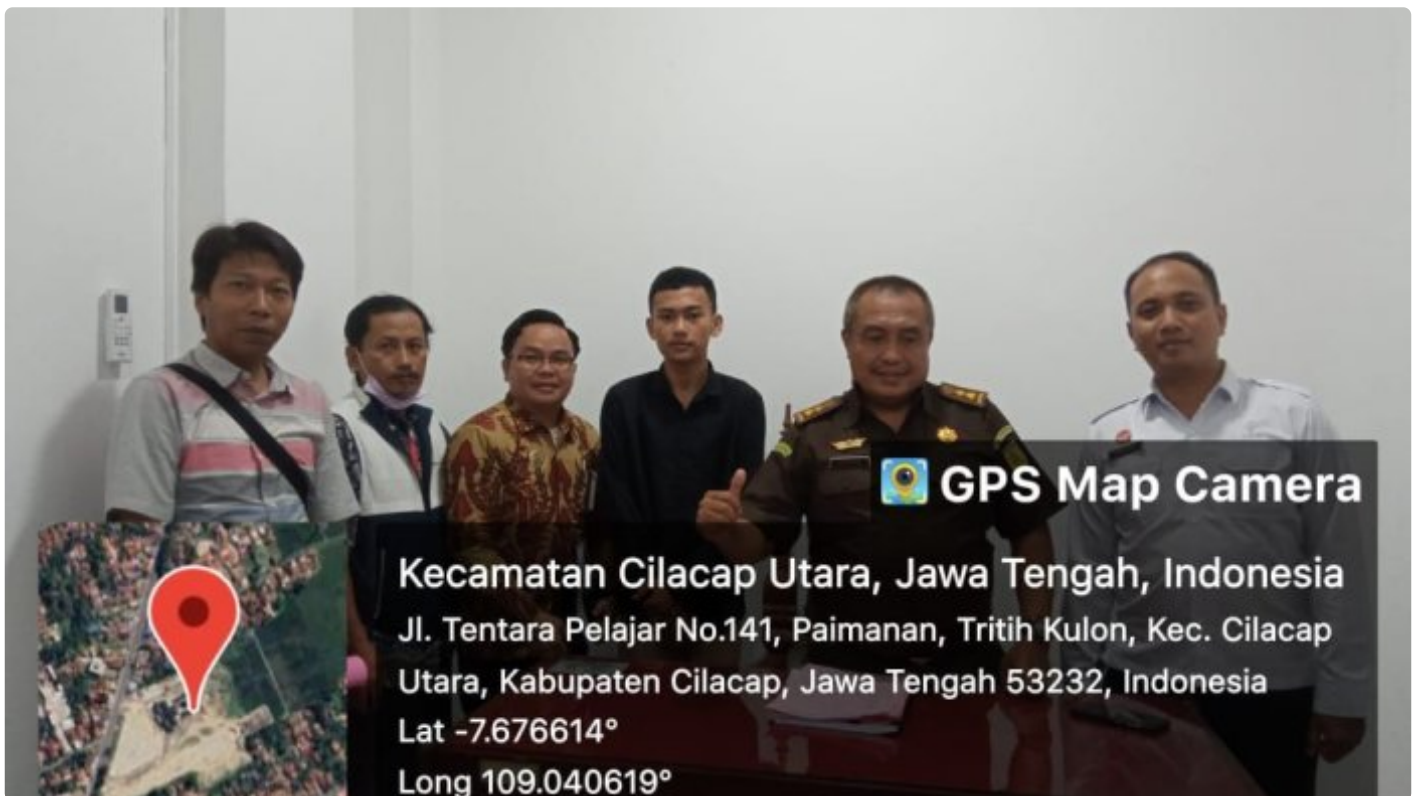 GPS Map Camera
Kecamatan Cilacap Utara, Jawa Tengah, Indonesia
Jl. Tentara Pelajar No.141, Paimanan, Tritih Kulon, Kec. Cilacap
Utara, Kabupaten Cilacap, Jawa Tengah 53232, Indonesia
Lat -7.676614°
Long 109.040619°